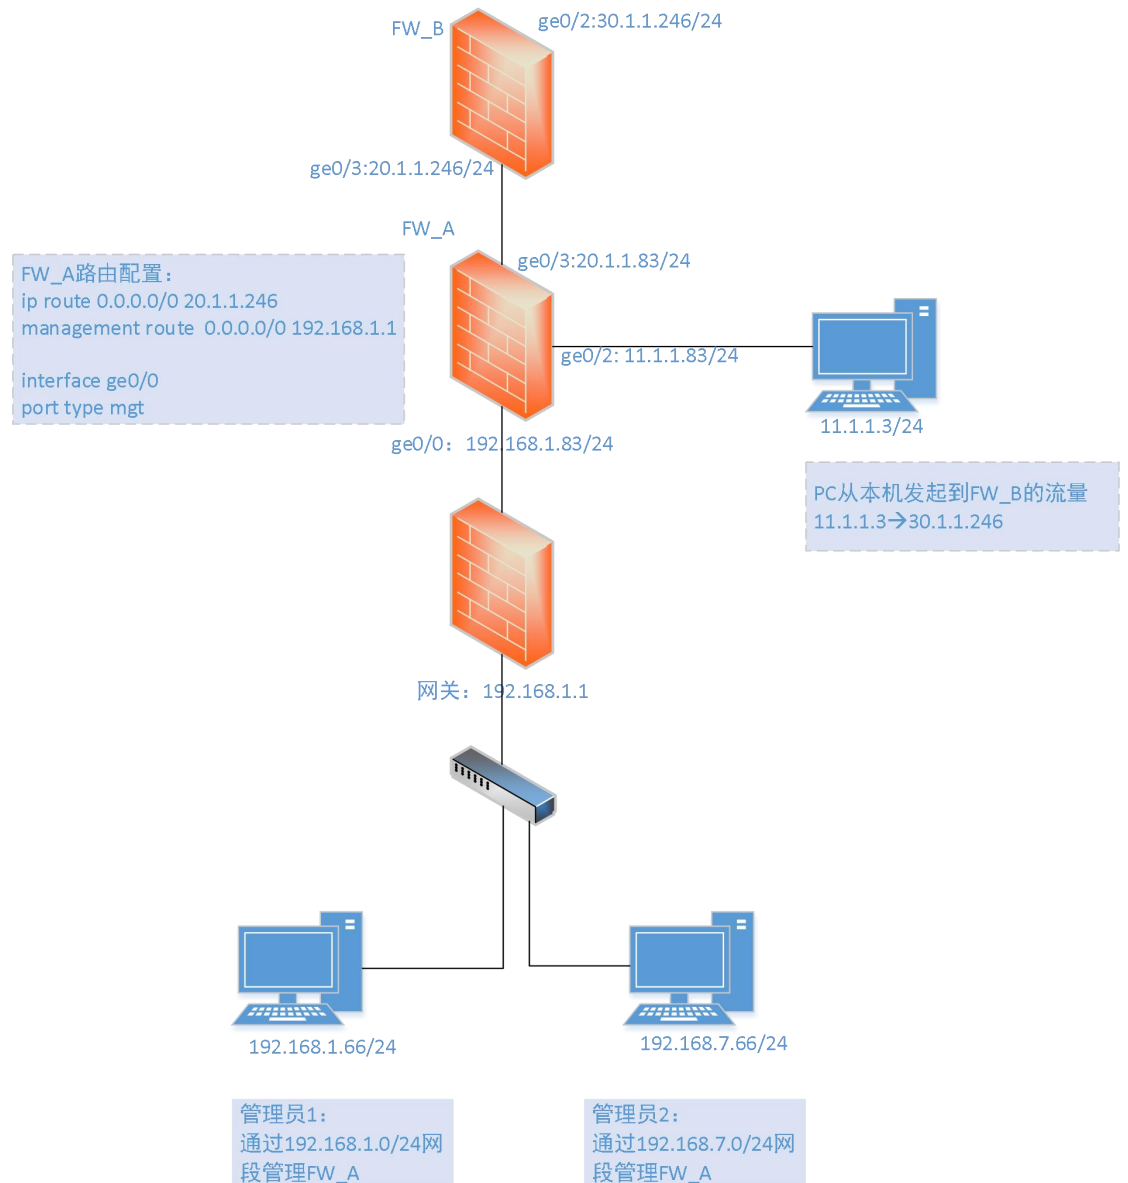 FW_B
ge0/2:30.1.1.246/24
ge0/3:20.1.1.246/24
FW_A
ge0/3:20.1.1.83/24
FW_A路由配置：
ip route 0.0.0.0/0 20.1.1.246
management route  0.0.0.0/0 192.168.1.1
interface ge0/0
port type mgt
ge0/2: 11.1.1.83/24
11.1.1.3/24
ge0/0：192.168.1.83/24
PC从本机发起到FW_B的流量
11.1.1.3→30.1.1.246
网关：192.168.1.1
192.168.1.66/24
192.168.7.66/24
管理员1：
通过192.168.1.0/24网
段管理FW_A
管理员2：
通过192.168.7.0/24网
段管理FW_A